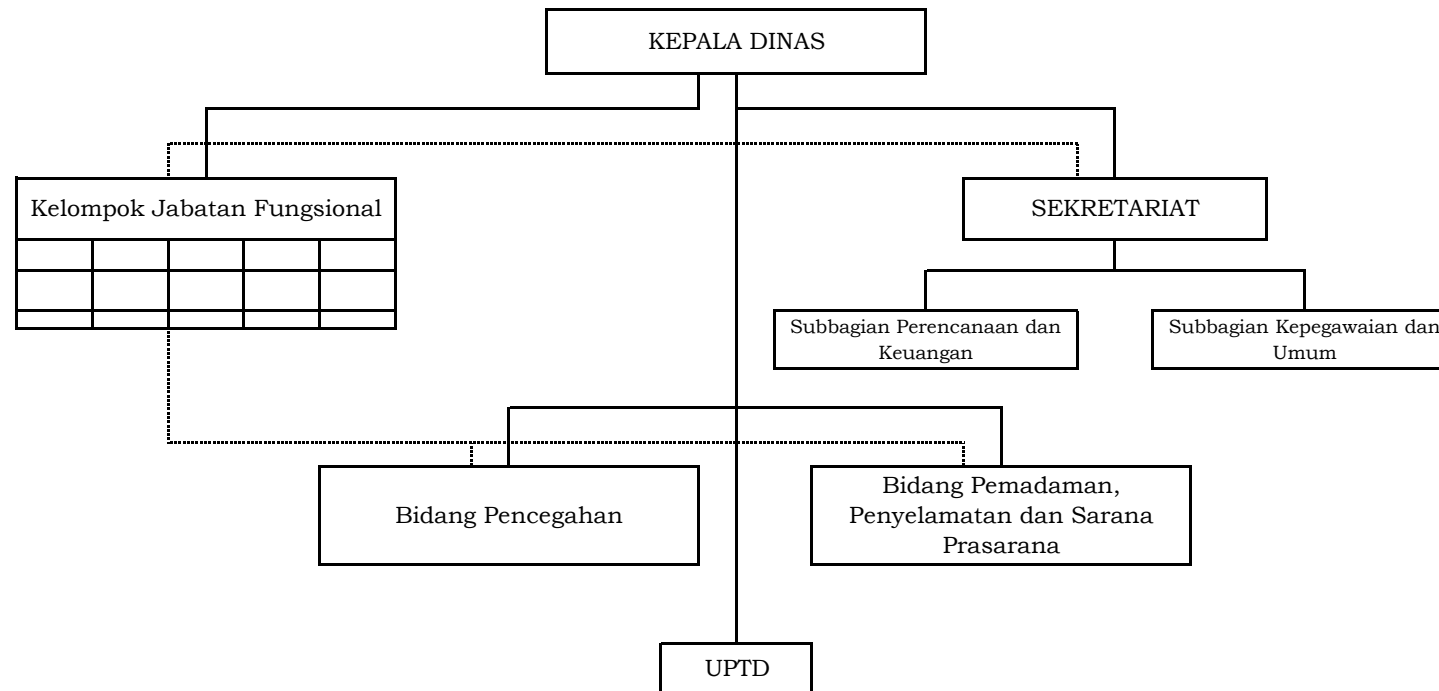 KEPALA DINAS
Kelompok Jabatan Fungsional
SEKRETARIAT
Subbagian Perencanaan dan
Keuangan
Subbagian Kepegawaian dan
Umum
Bidang Pencegahan
Bidang Pemadaman,
Penyelamatan dan Sarana
Prasarana
UPTD